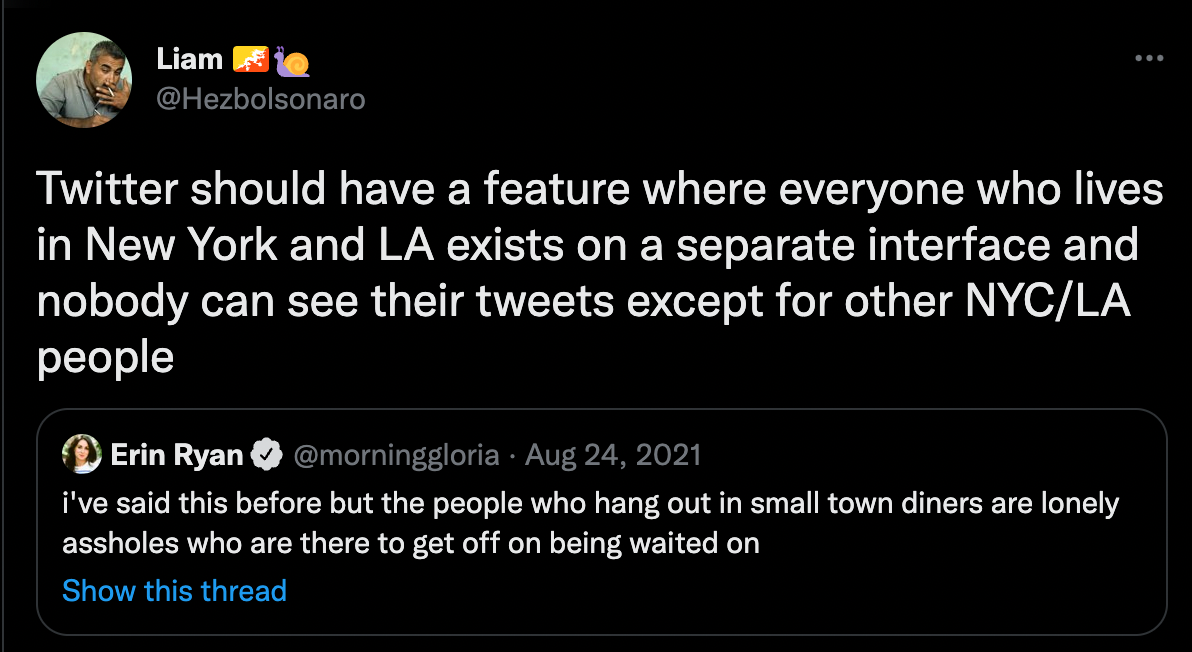 Liam 🇧🇹🐌
@Hezbolsonaro
Twitter should have a feature where everyone who lives
in New York and LA exists on a separate interface and
nobody can see their tweets except for other NYC/LA
people
Erin Ryan @morninggloria · Aug 24, 2021
i've said this before but the people who hang out in small town diners are lonely
assholes who are there to get off on being waited on
Show this thread